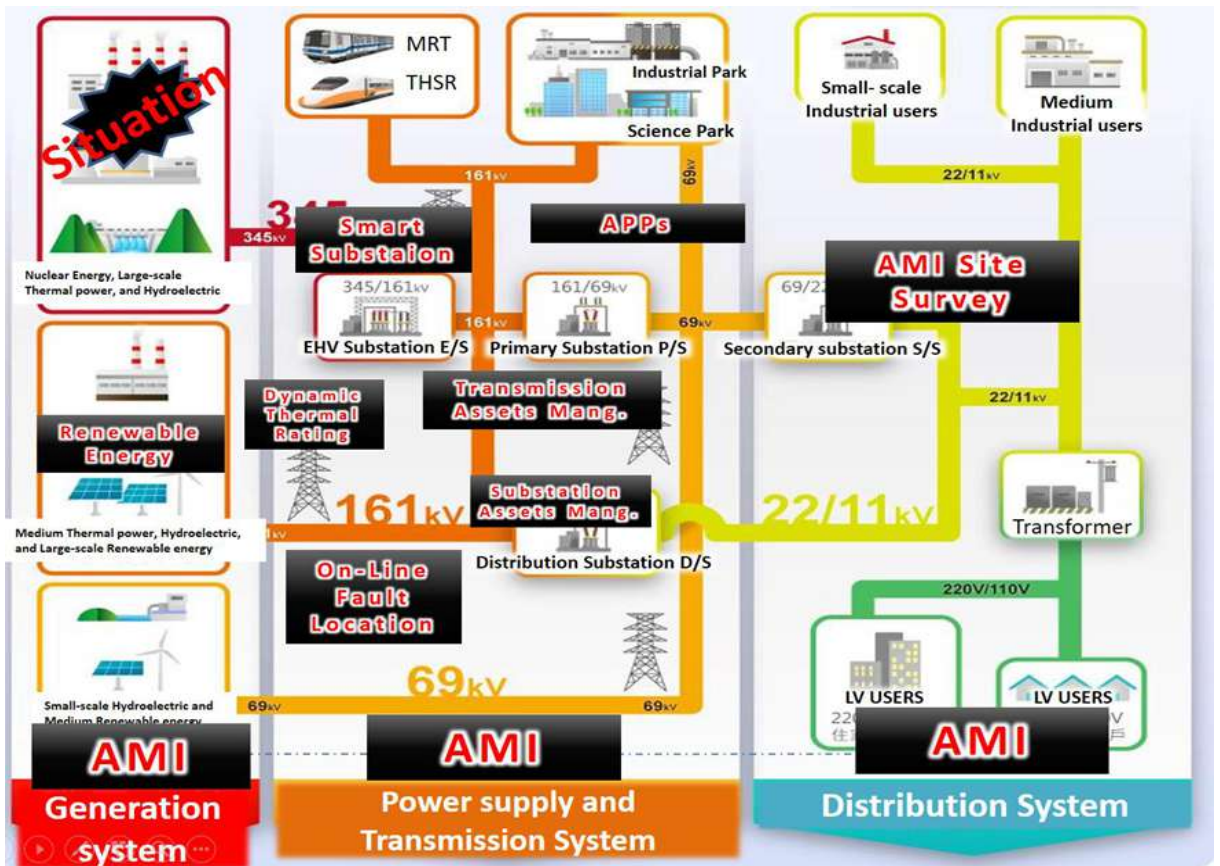 Situation
Nuclear Energy, Large-scale
Thermal power, and Hydroelectric
Renewable
Energy
Medium Thermal power, Hydroelectric,
and Large-scale Renewable energy
Small-scale Hydroelectric and
Medium Renewable energy
AMI
Generation
system
MRT
THSR
Industrial Park
Science Park
161kV
69kV
345
345kV
Smart
Substaion
APPs
345/161kV
EHV Substation E/S
161kV
161/69kV
Primary Substation P/S
69kV
Dynamic
Thermal
Rating
Transmission
Assets Mang.
161kV
Substation
Assets Mang.
Distribution Substation D/S
On-Line
Fault
Location
69kV
69kV
69kV
AMI
Power supply and
Transmission System
Small- scale
Industrial users
Medium
Industrial users
22/11kV
AMI Site
Survey
Secondary substation S/S
22/11kV
22/11kV
Transformer
220V/110V
LV USERS
LV USERS
AMI
Distribution System